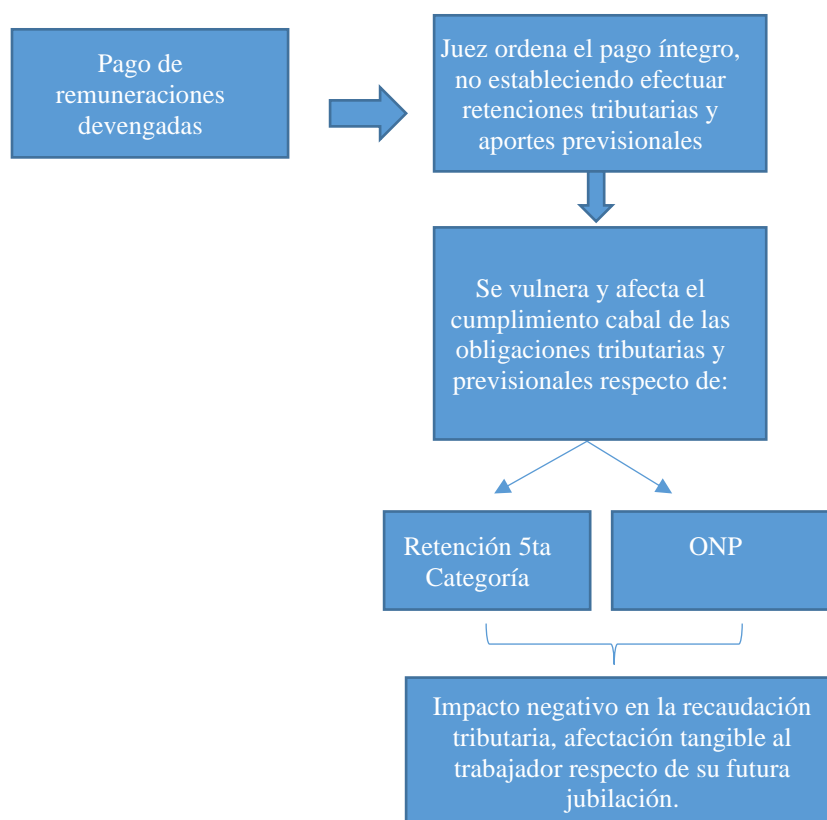 Pago de
remuneraciones
devengadas
Juez ordena el pago íntegro,
no estableciendo efectuar
retenciones tributarias y
aportes previsionales
Se vulnera y afecta el
cumplimiento cabal de las
obligaciones tributarias y
previsionales respecto de:
Retención 5ta
Categoría
ONP
Impacto negativo en la recaudación
tributaria, afectación tangible al
trabajador respecto de su futura
jubilación.